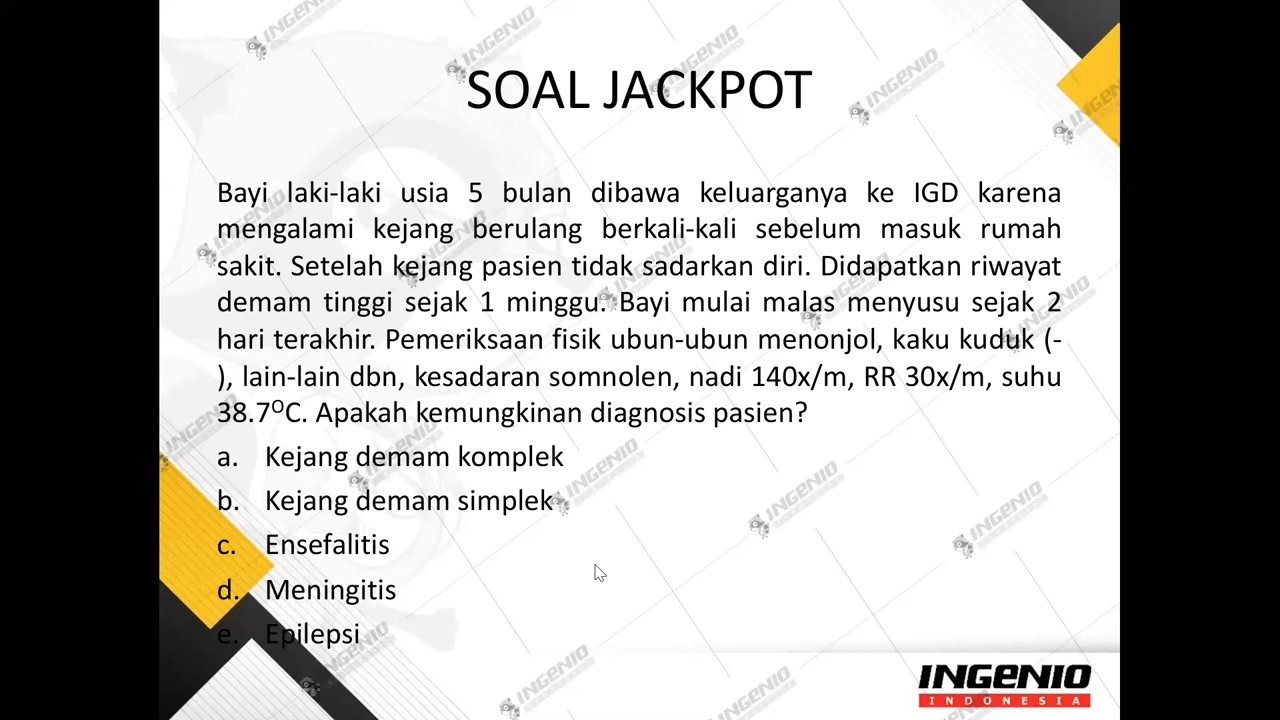 SOAL JACKPOT
Bayi laki-laki usia 5 bulan dibawa keluarganya ke IGD karena
mengalami kejang berulang berkali-kali sebelum masuk rumah
sakit. Setelah kejang pasien tidak sadarkan diri. Didapatkan riwayat
demam tinggi sejak 1 minggu. Bayi mulai malas menyusu sejak 2
hari terakhir. Pemeriksaan fisik ubun-ubun menonjol, kaku kuduk (-
), lain-lain dbn, kesadaran somnolen, nadi 140x/m, RR 30x/m, suhu
38.7ᴼC. Apakah kemungkinan diagnosis pasien?
a. Kejang demam komplek
b. Kejang demam simplek
c. Ensefalitis
d. Meningitis
e. Epilepsi
INGENIO
INDONESIA